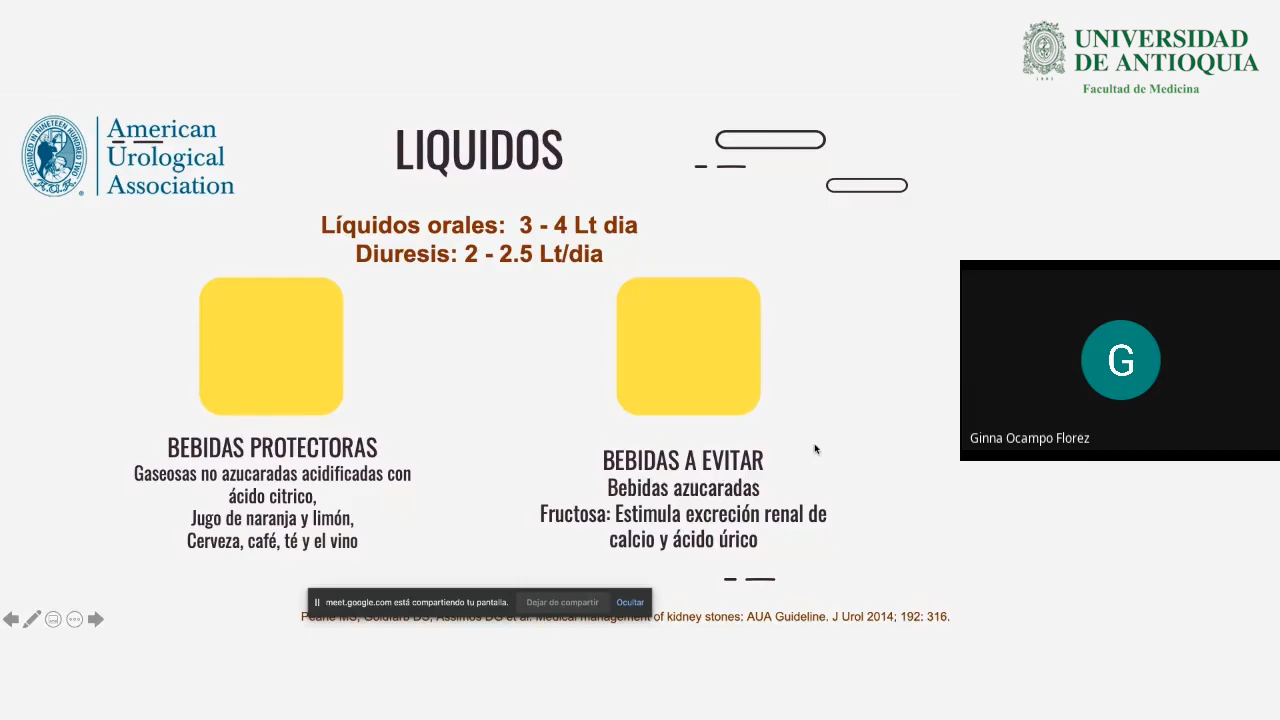 UNIVERSIDAD
DE ANTIOQUIA
Facultad de Medicina
American
Urological
Association
LIQUIDOS
Líquidos orales: 3 - 4 Lt dia
Diuresis: 2 - 2.5 Lt/dia
BEBIDAS PROTECTORAS
Gaseosas no azucaradas acidificadas con
ácido citrico,
Jugo de naranja y limón,
Cerveza, café, té y el vino
BEBIDAS A EVITAR
Bebidas azucaradas
Fructosa: Estimula excreción renal de
calcio y ácido úrico
G
Ginna Ocampo Florez
meet.google.com está compartiendo tu pantalla. Dejar de compartir Ocultar
of kidney stones: AUA Guideline. J Urol 2014; 192: 316.